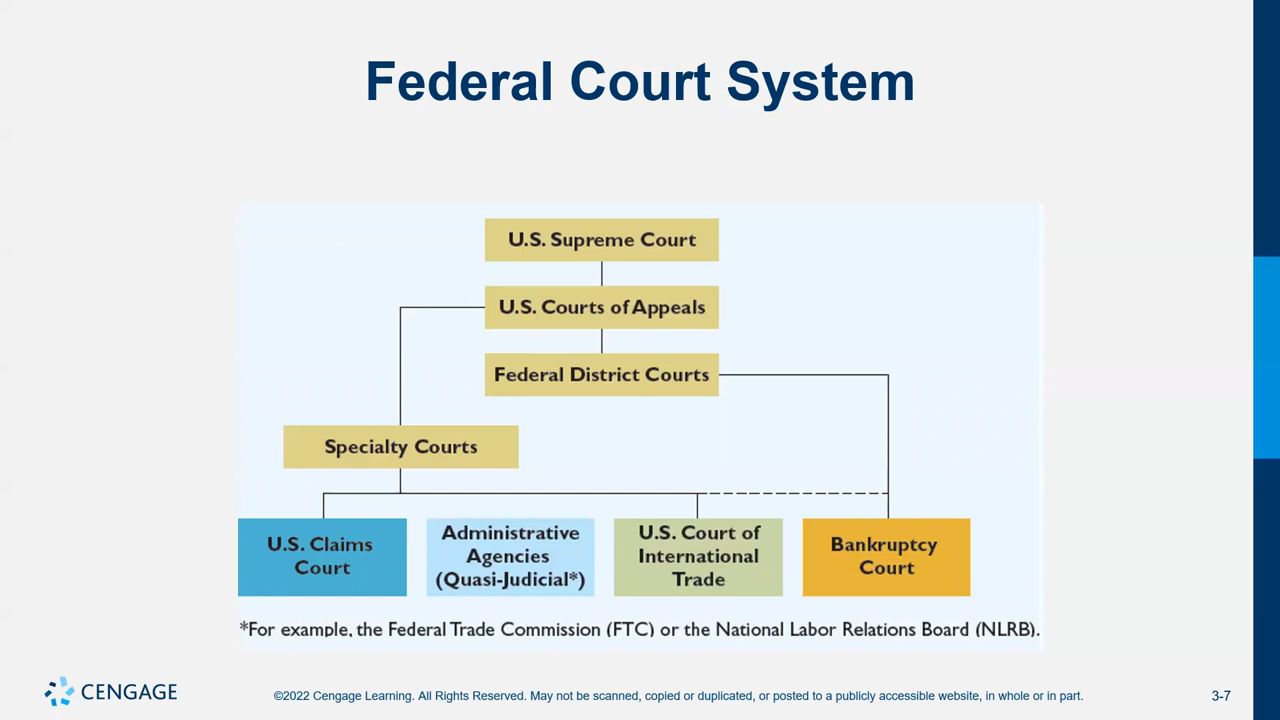 Federal Court System
U.S. Supreme Court
U.S. Courts of Appeals
Federal District Courts
Specialty Courts
U.S. Claims
Court
Administrative
Agencies
(Quasi-Judicial*)
U.S. Court of
International
Trade
Bankruptcy
Court
*For example, the Federal Trade Commission (FTC) or the National Labor Relations Board (NLRB).
CENGAGE
©2022 Cengage Learning. All Rights Reserved. May not be scanned, copied or duplicated, or posted to a publicly accessible website, in whole or in part.
3-7